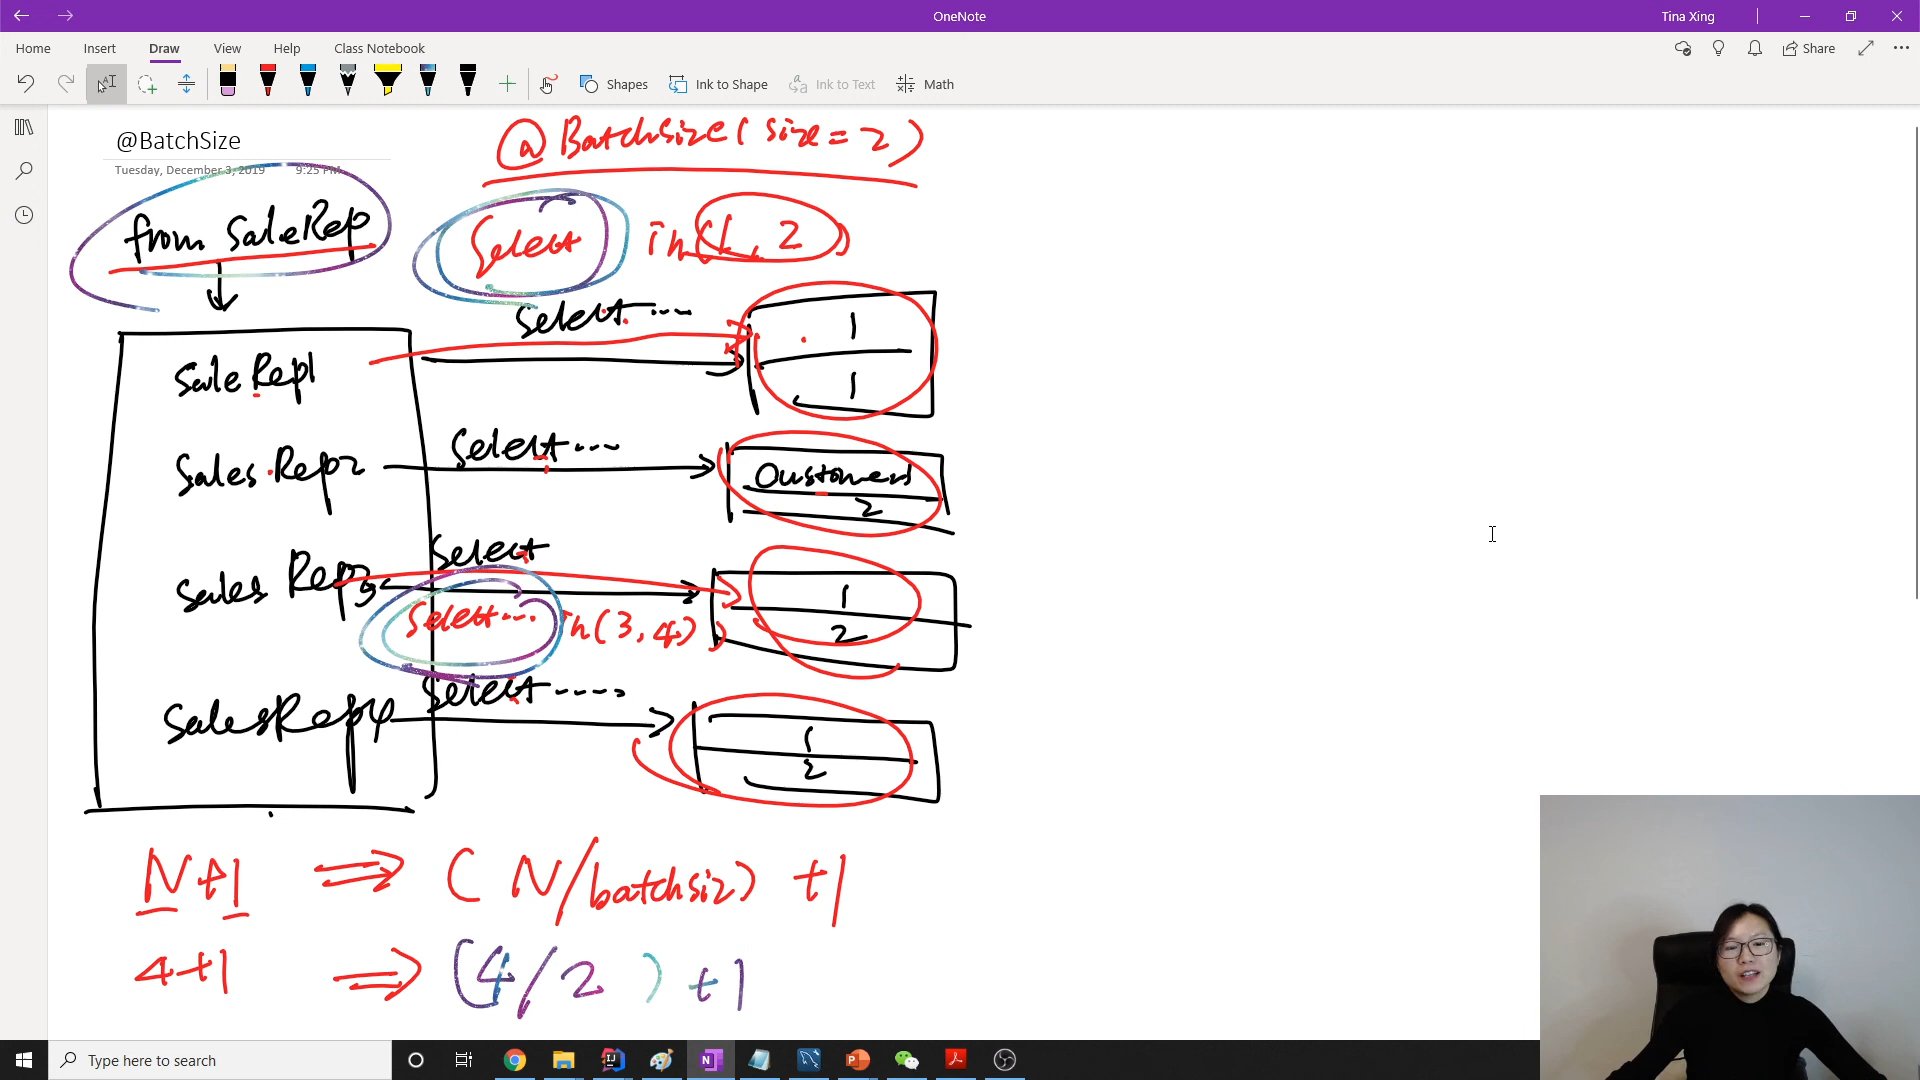 OneNote
Tina Xing
Home Insert Draw View Help Class Notebook
Share
Shapes Ink to Shape Ink to Text Math
@BatchSize
Tuesday, December 3, 2019 9:25 PM
@BatchSize(size=2)
from SaleRep
Select in(1, 2)
Select...
Sale Rep1
1
1
Select...
Sales Rep2
Customers
2
Select
Sales Rep3
1
Select... in(3,4)
2
Select....
SalesRep4
1
2
N+1 => (N/batchsiz) +1
4+1 => (4/2) +1
Type here to search